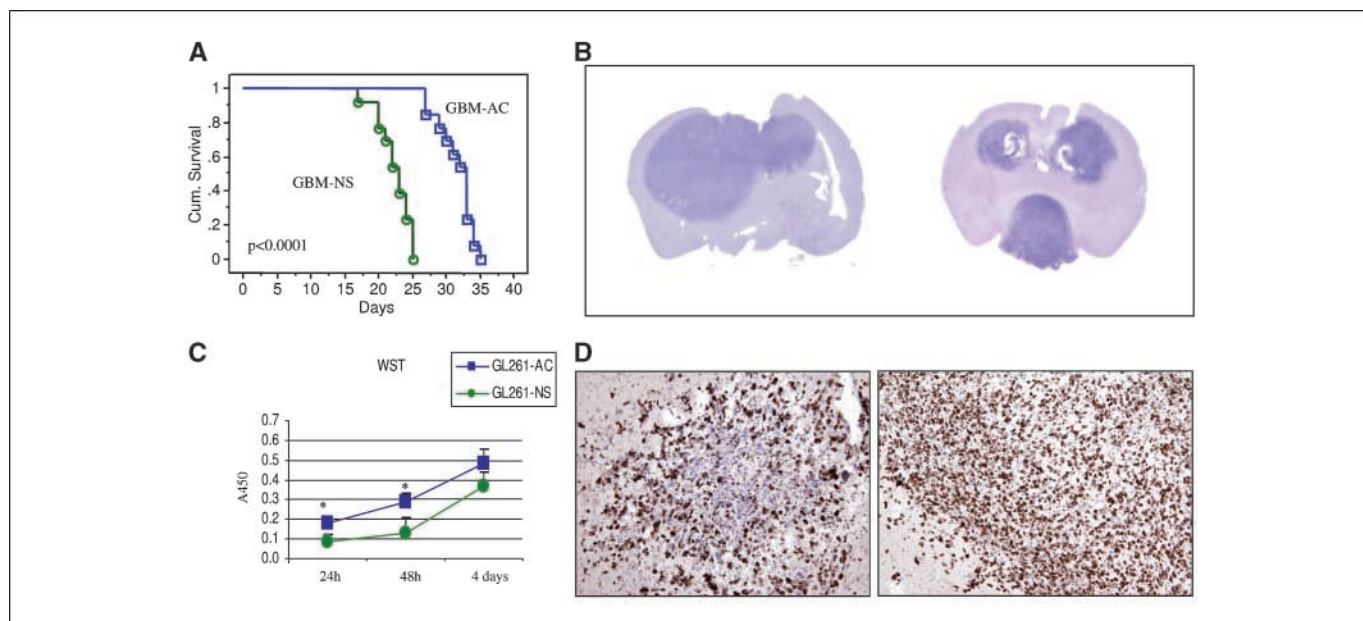 A
1
.8
.6
.4
.2
0
Cum. Survival
GBM-AC
GBM-NS
p<0.0001
0 5 10 15 20 25 30 35 40
Days
B
C
WST
GL261-AC
GL261-NS
0.7
0.6
0.5
0.4
0.3
0.2
0.1
0.0
A450
*
*
24h 48h 4 days
D